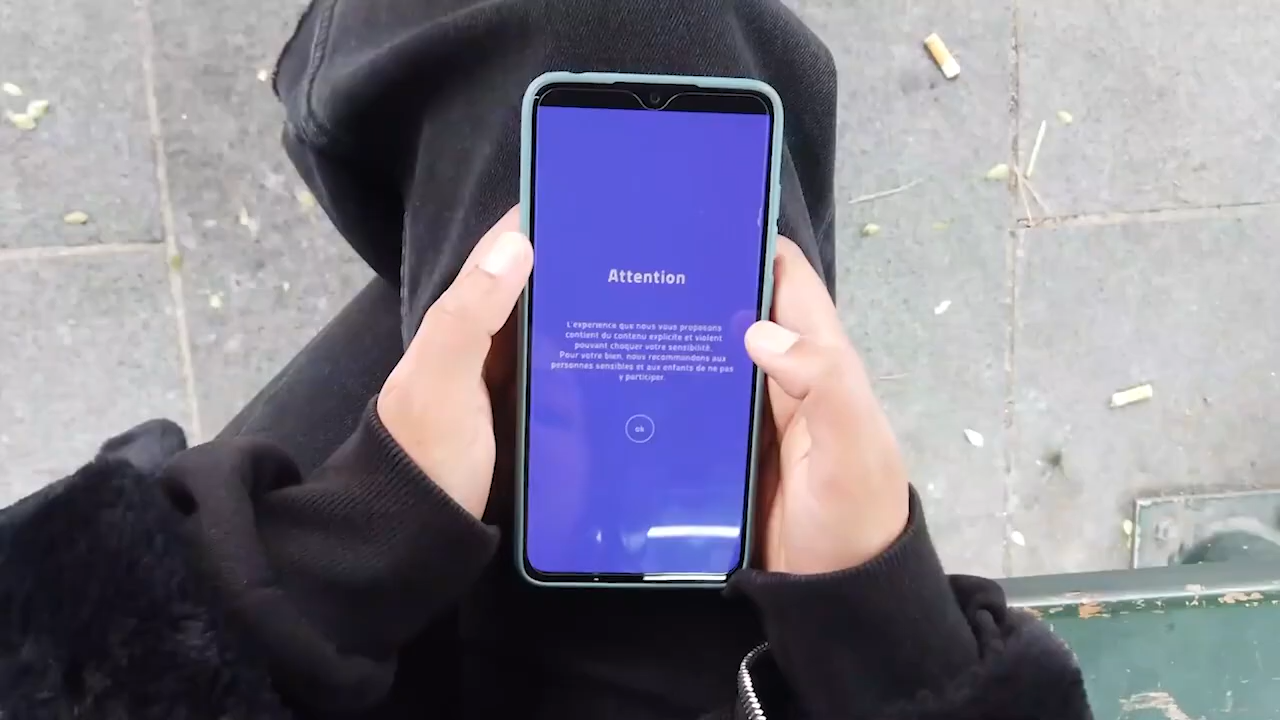 Attention
L'experience que nous vous proposons
contient du contenu explicite et violent
pouvant choquer votre sensibilité.
Pour votre bien, nous recommandons aux
personnes sensibles et aux enfants de ne pas
y participer.
ok